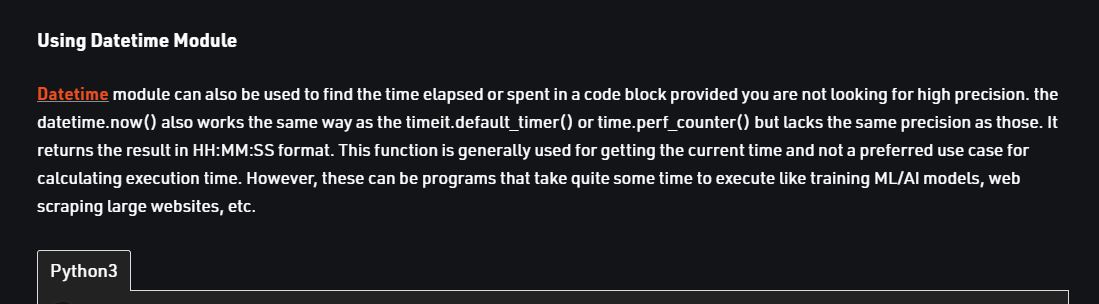 Using Datetime Module
Datetime module can also be used to find the time elapsed or spent in a code block provided you are not looking for high precision. the
datetime.now() also works the same way as the timeit.default_timer() or time.perf_counter() but lacks the same precision as those. It
returns the result in HH:MM:SS format. This function is generally used for getting the current time and not a preferred use case for
calculating execution time. However, these can be programs that take quite some time to execute like training ML/AI models, web
scraping large websites, etc.
Python3